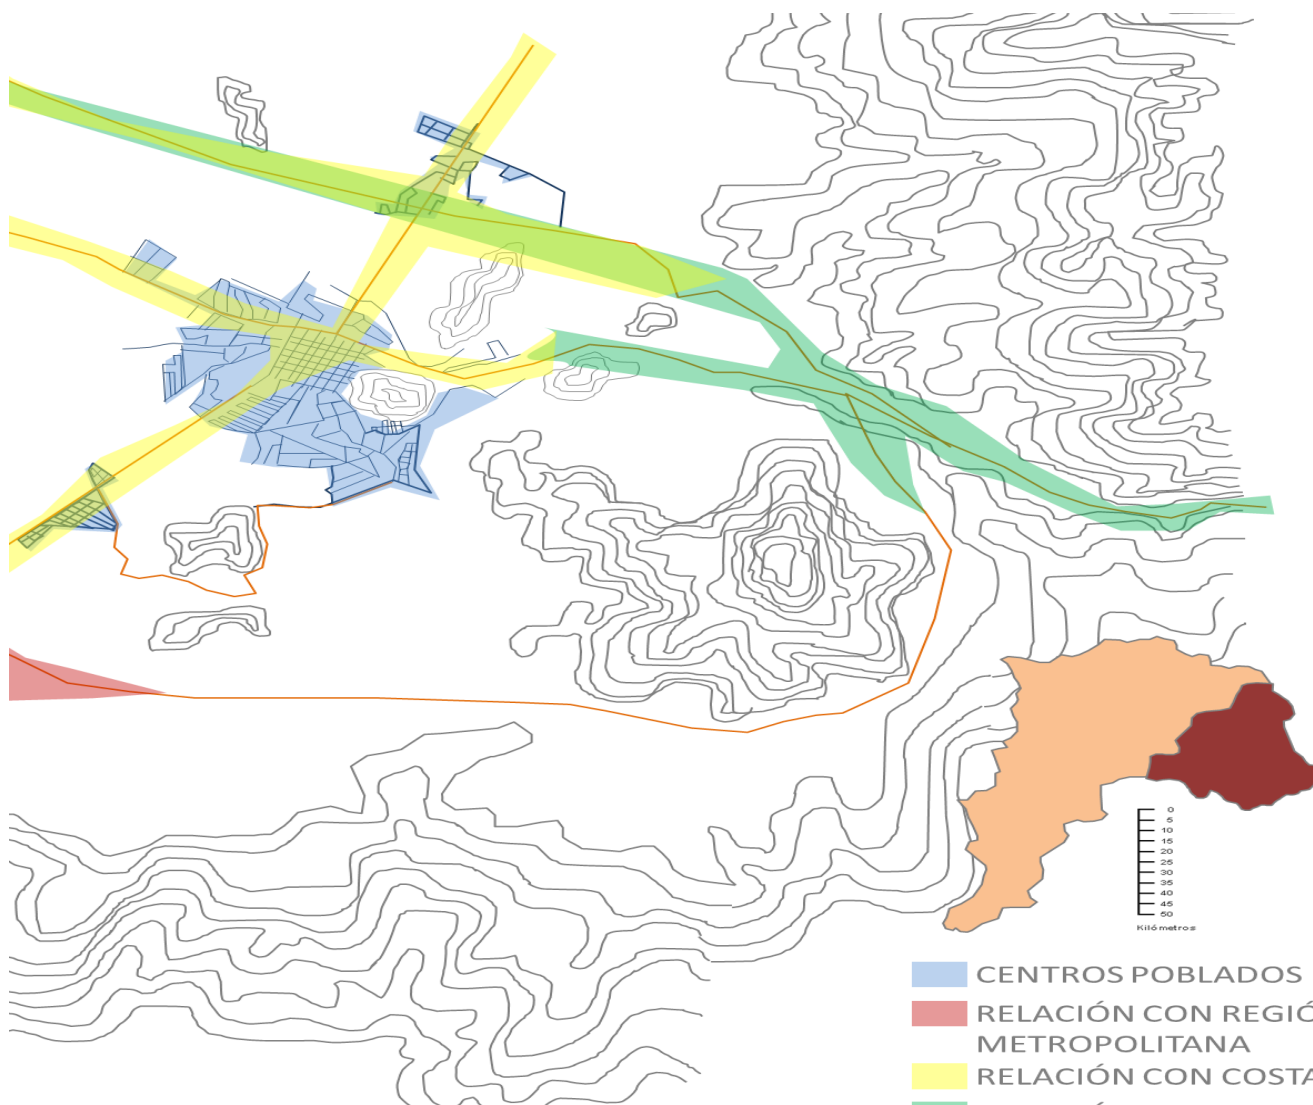 0
5
10
15
20
25
30
35
40
45
50
Kilómetros
CENTROS POBLADOS
RELACIÓN CON REGIÓ
METROPOLITANA
RELACIÓN CON COSTA